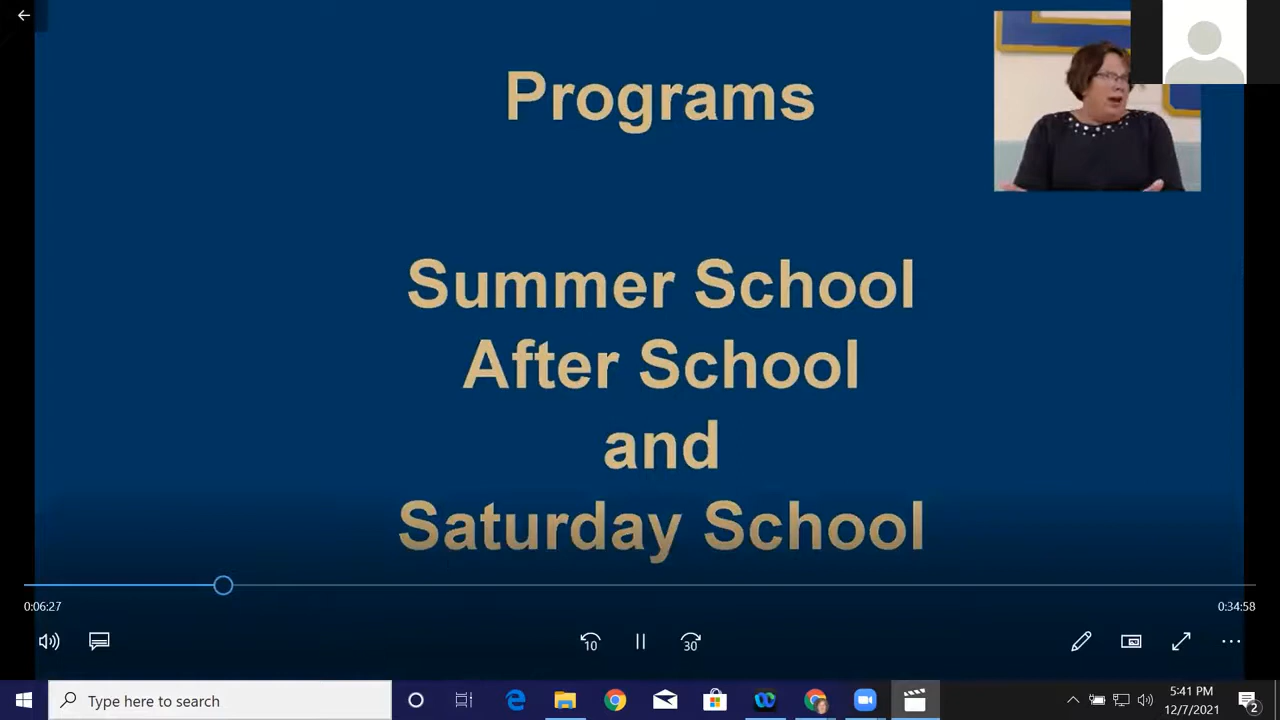 Programs
Summer School
After School
and
Saturday School
0:06:27
0:34:58
10
30
Type here to search
5:41 PM
12/7/2021
2